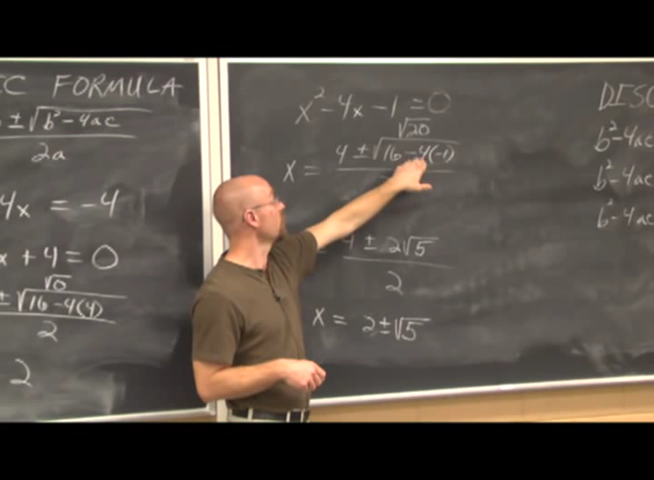 C FORMULA
± √b² - 4ac
2a
4x = -4
x + 4 = 0
√0
± √16 - 4(4)
2
2
x² - 4x - 1 = 0
√20
x = 4 ± √16 - 4(-1)
= 4 ± 2√5
2
x = 2 ± √5
DISC
b² - 4ac
b² - 4ac
b² - 4ac